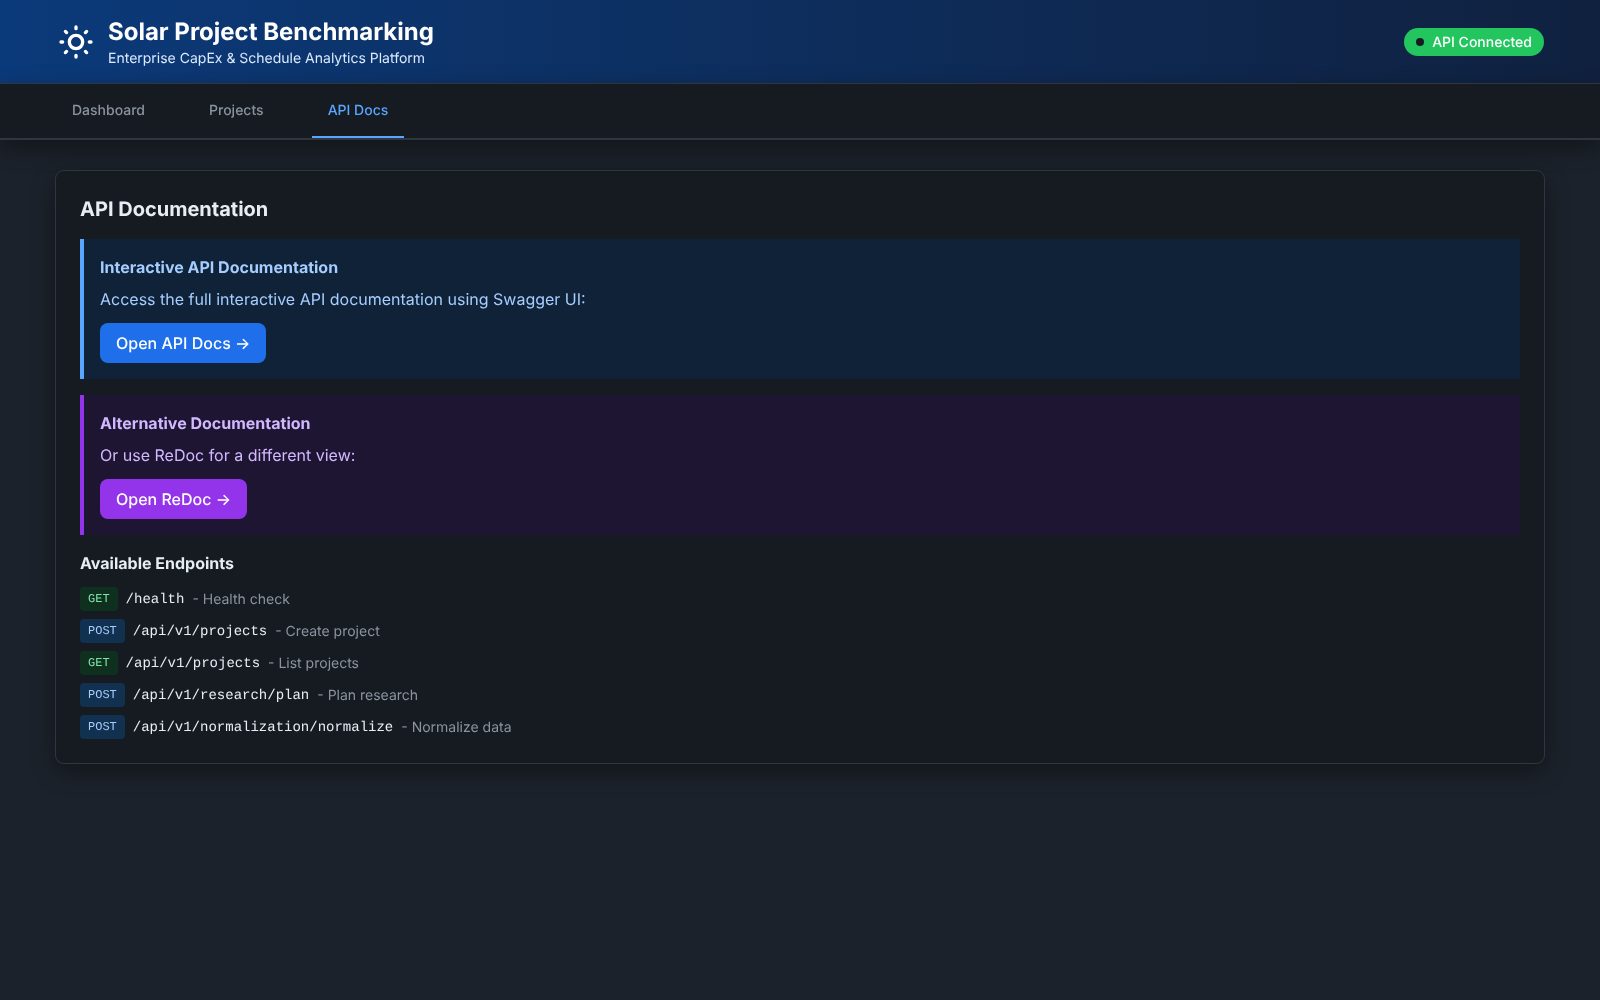 Solar Project Benchmarking
Enterprise CapEx & Schedule Analytics Platform
API Connected
Dashboard
Projects
API Docs
API Documentation
Interactive API Documentation
Access the full interactive API documentation using Swagger UI:
Open API Docs →
Alternative Documentation
Or use ReDoc for a different view:
Open ReDoc →
Available Endpoints
GET /health - Health check
POST /api/v1/projects - Create project
GET /api/v1/projects - List projects
POST /api/v1/research/plan - Plan research
POST /api/v1/normalization/normalize - Normalize data